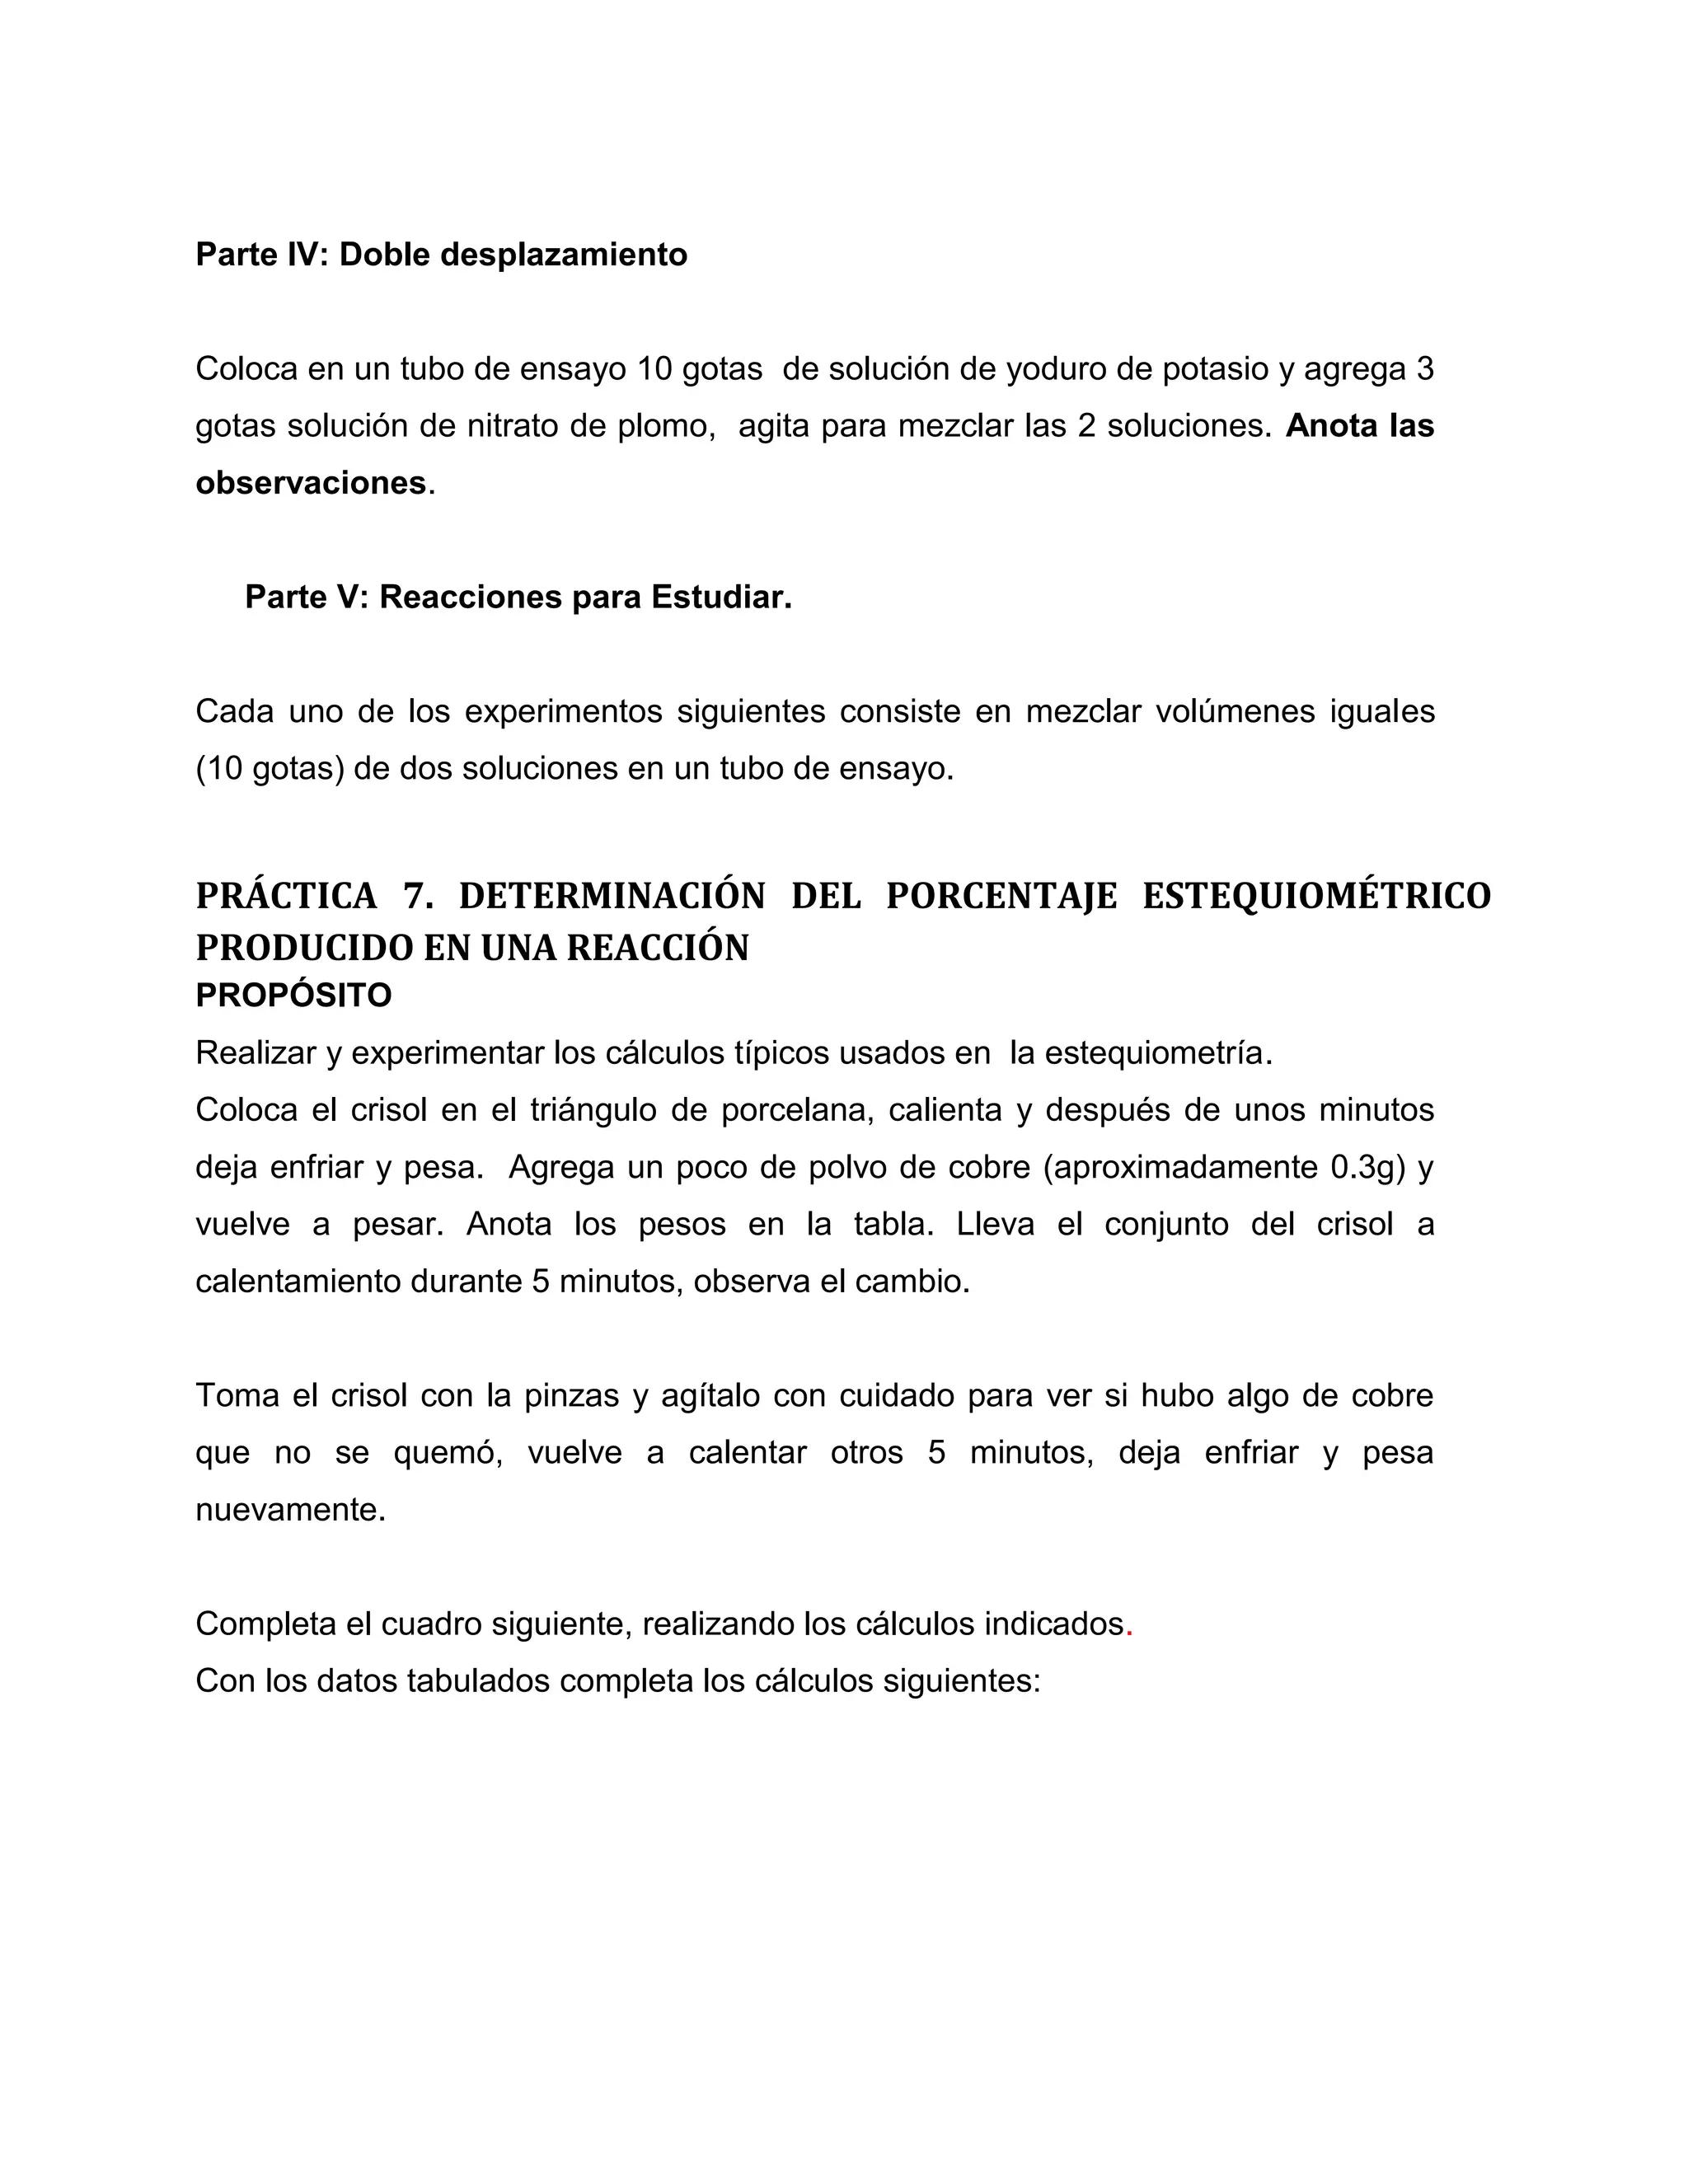 Parte IV: Doble desplazamiento
Coloca en un tubo de ensayo 10 gotas  de solución de yoduro de potasio y agrega 3
gotas solución de nitrato de plomo,  agita para mezclar las 2 soluciones. Anota las
observaciones.
Parte V: Reacciones para Estudiar.
Cada uno de los experimentos siguientes consiste en mezclar volúmenes iguales
(10 gotas) de dos soluciones en un tubo de ensayo.
PRÁCTICA 7. DETERMINACIÓN DEL PORCENTAJE ESTEQUIOMÉTRICO
PRODUCIDO EN UNA REACCIÓN
PROPÓSITO
Realizar y experimentar los cálculos típicos usados en  la estequiometría.
Coloca el crisol en el triángulo de porcelana, calienta y después de unos minutos
deja enfriar y pesa.  Agrega un poco de polvo de cobre (aproximadamente 0.3g) y
vuelve a pesar. Anota los pesos en la tabla. Lleva el conjunto del crisol a
calentamiento durante 5 minutos, observa el cambio.
Toma el crisol con la pinzas y agítalo con cuidado para ver si hubo algo de cobre
que no se quemó, vuelve a calentar otros 5 minutos, deja enfriar y pesa
nuevamente.
Completa el cuadro siguiente, realizando los cálculos indicados.
Con los datos tabulados completa los cálculos siguientes: